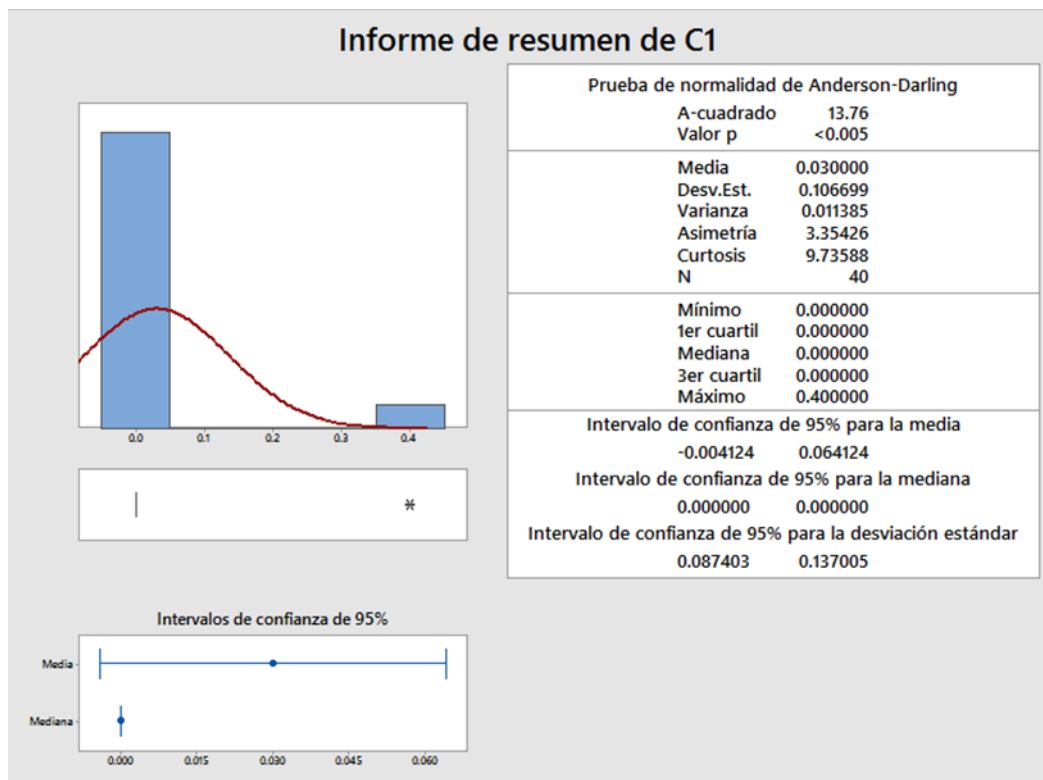 Informe de resumen de C1
0.0 0.1 0.2 0.3 0.4
Intervalos de confianza de 95%
Media
Mediana
0.000 0.015 0.030 0.045 0.060
Prueba de normalidad de Anderson-Darling
A-cuadrado 13.76
Valor p <0.005
Media 0.030000
Desv.Est. 0.106699
Varianza 0.011385
Asimetría 3.35426
Curtosis 9.73588
N 40
Mínimo 0.000000
1er cuartil 0.000000
Mediana 0.000000
3er cuartil 0.000000
Máximo 0.400000
Intervalo de confianza de 95% para la media
-0.004124 0.064124
Intervalo de confianza de 95% para la mediana
0.000000 0.000000
Intervalo de confianza de 95% para la desviación estándar
0.087403 0.137005